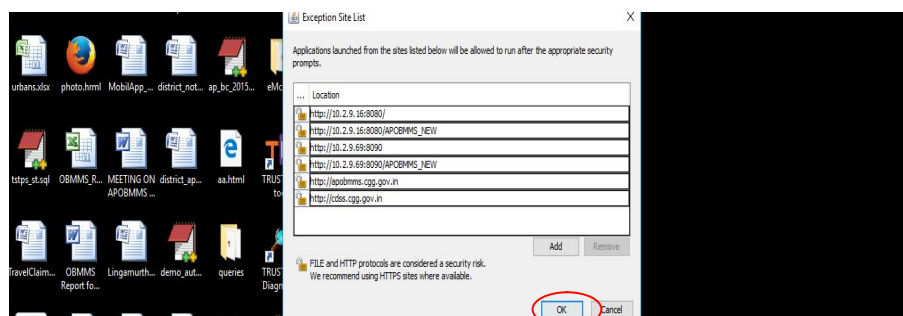 Exception Site List
X
Applications launched from the sites listed below will be allowed to run after the appropriate security
prompts.
... Location
http://10.2.9.16:8080/
http://10.2.9.16:8080/APOBMMS_NEW
http://10.2.9.69:8090
http://10.2.9.69:8090/APOBMMS_NEW
http://apobmms.cgg.gov.in
http://cdss.cgg.gov.in
Add Remove
FILE and HTTP protocols are considered a security risk.
We recommend using HTTPS sites where available.
OK Cancel
urbans.xlsx photo.hrml MobilApp_... district_not... ap_bc_2015... eMc
tstps_st.sql OBMMS_R... MEETING ON district_ap... aa.html TRUST
APOBMMS ... to
TravelClaim... OBMMS Lingamurth... demo_aut... queries TRUST
Report fo... Diagn